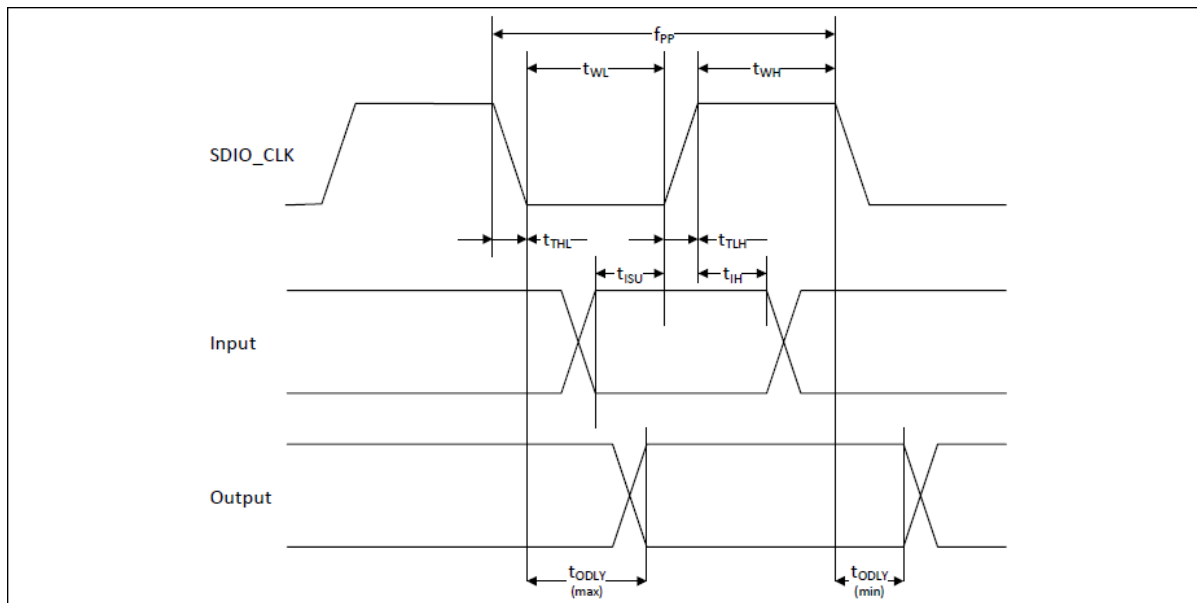 fPP
tWL
tWH
SDIO_CLK
tTHL
tTLH
tISU
tIH
Input
Output
tODLY
(max)
tODLY
(min)